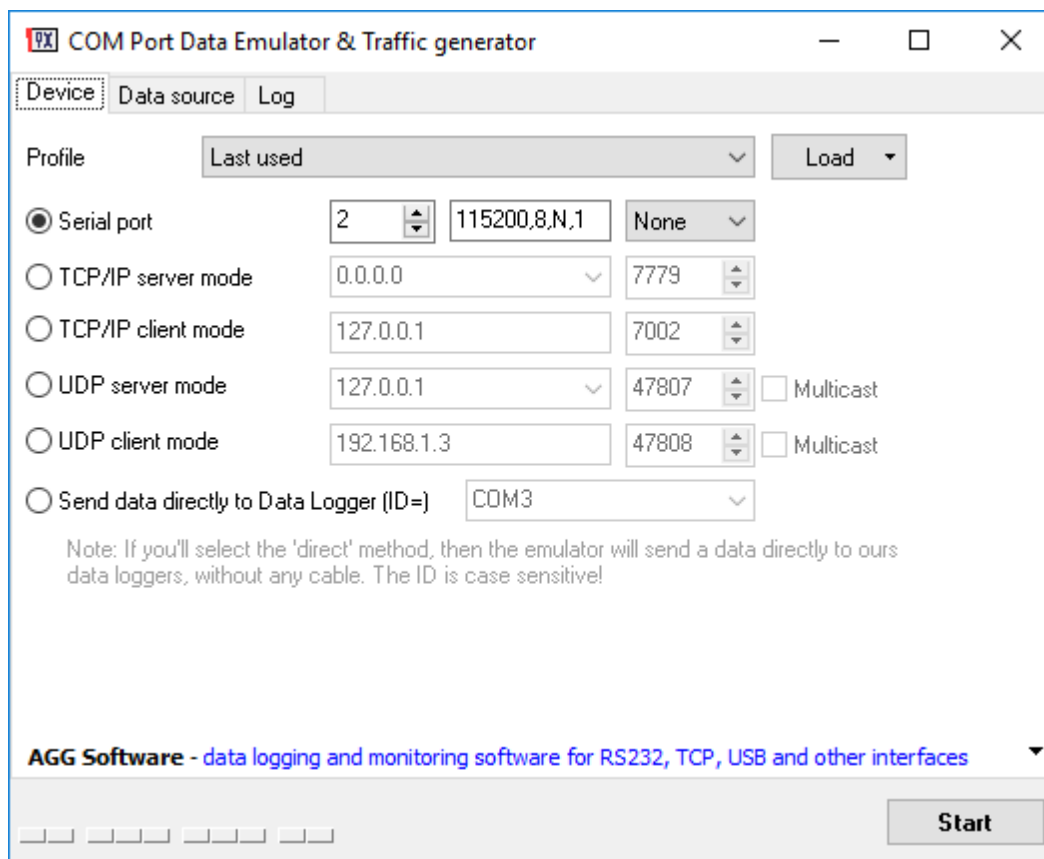 COM Port Data Emulator & Traffic generator
Device Data source Log
Profile Last used Load
Serial port 2 115200,8,N,1 None
TCP/IP server mode 0.0.0.0 7779
TCP/IP client mode 127.0.0.1 7002
UDP server mode 127.0.0.1 47807 Multicast
UDP client mode 192.168.1.3 47808 Multicast
Send data directly to Data Logger (ID=) COM3
Note: If you'll select the 'direct' method, then the emulator will send a data directly to ours
data loggers, without any cable. The ID is case sensitive!
AGG Software - data logging and monitoring software for RS232, TCP, USB and other interfaces
Start